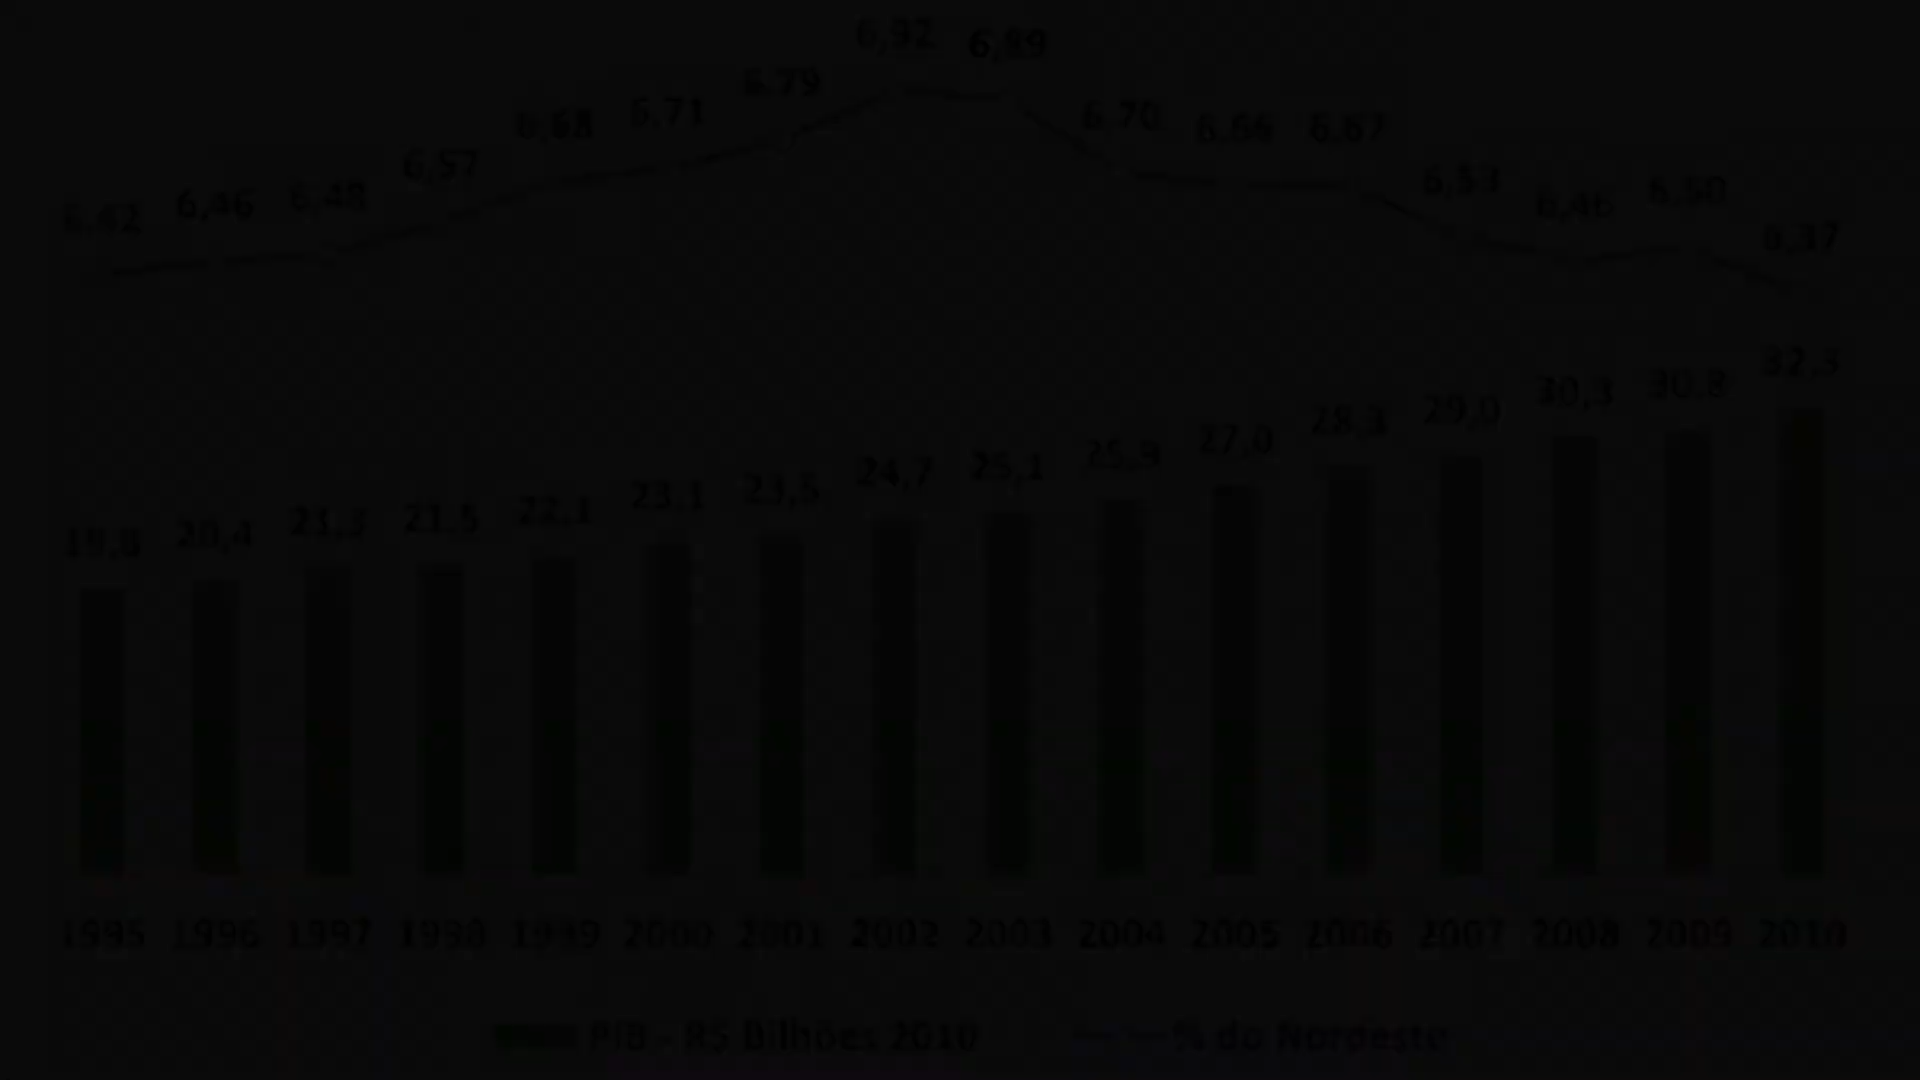 6,92 6,89
6,79
6,68 6,71 6,70 6,66 6,67
6,57 6,53
6,42 6,46 6,48 6,46 6,50
6,37
32,3
28,3 29,0 30,3 30,8
24,7 25,1 25,9 27,0
20,4 21,3 21,5 22,1 23,1 23,5
1995 1996 1997 1998 1999 2000 2001 2002 2003 2004 2005 2006 2007 2008 2009 2010
PIB - R$ Bilhões 2010 % do Nordeste